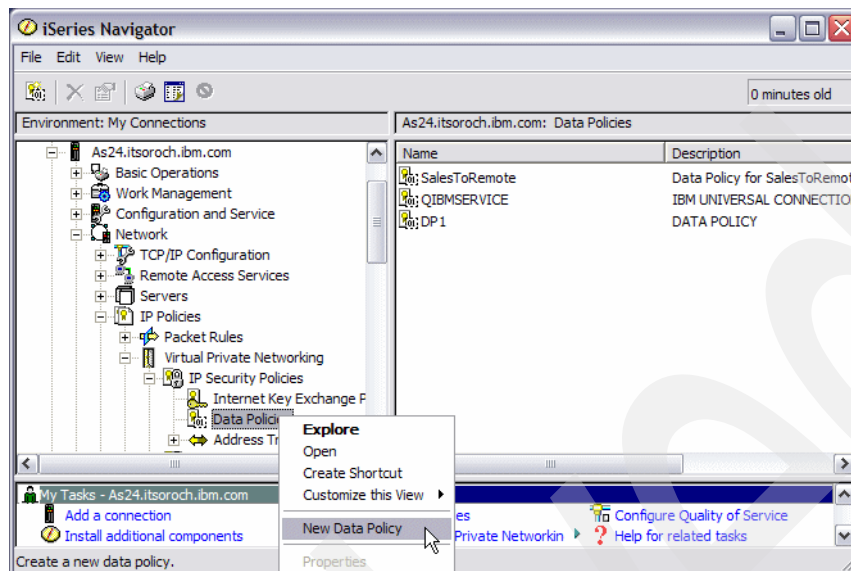 iSeries Navigator
File Edit View Help
0 minutes old
Environment: My Connections
As24.itsoroch.ibm.com: Data Policies
As24.itsoroch.ibm.com
Basic Operations
Work Management
Configuration and Service
Network
TCP/IP Configuration
Remote Access Services
Servers
IP Policies
Packet Rules
Virtual Private Networking
IP Security Policies
Internet Key Exchange P
Data Policie
Address Tr
Name Description
SalesToRemote Data Policy for SalesToRemot
QIBMSERVICE IBM UNIVERSAL CONNECTIO
DP1 DATA POLICY
Explore
Open
Create Shortcut
Customize this View
New Data Policy
Properties
My Tasks - As24.itsoroch.ibm.com
Add a connection
Install additional components
es
Private Networkin
Configure Quality of Service
Help for related tasks
Create a new data policy.